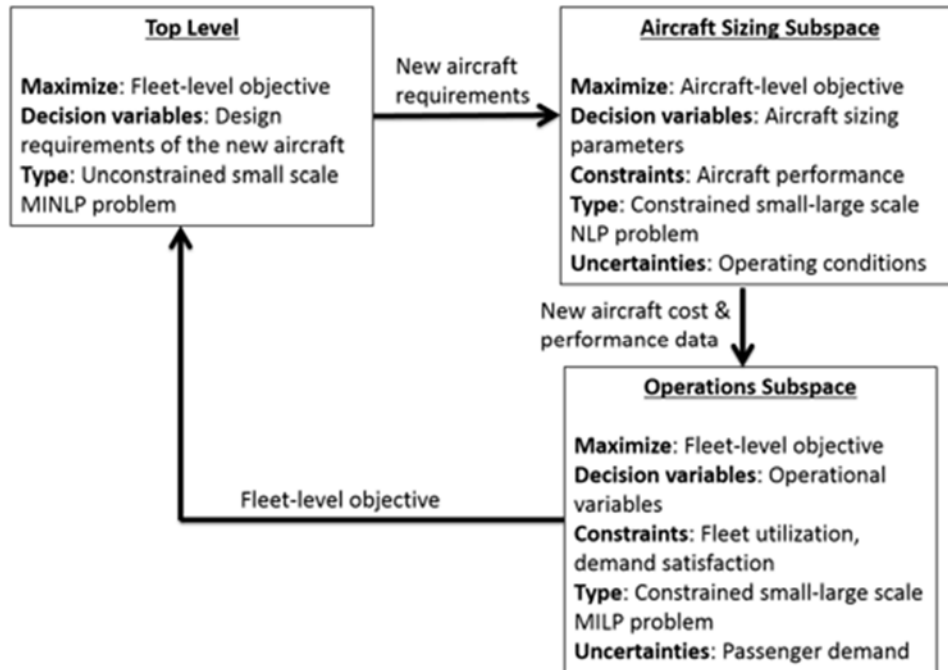 Top Level
Maximize: Fleet-level objective
Decision variables: Design
requirements of the new aircraft
Type: Unconstrained small scale
MINLP problem
New aircraft
requirements
Aircraft Sizing Subspace
Maximize: Aircraft-level objective
Decision variables: Aircraft sizing
parameters
Constraints: Aircraft performance
Type: Constrained small-large scale
NLP problem
Uncertainties: Operating conditions
New aircraft cost &
performance data
Operations Subspace
Maximize: Fleet-level objective
Decision variables: Operational
variables
Constraints: Fleet utilization,
demand satisfaction
Type: Constrained small-large scale
MILP problem
Uncertainties: Passenger demand
Fleet-level objective